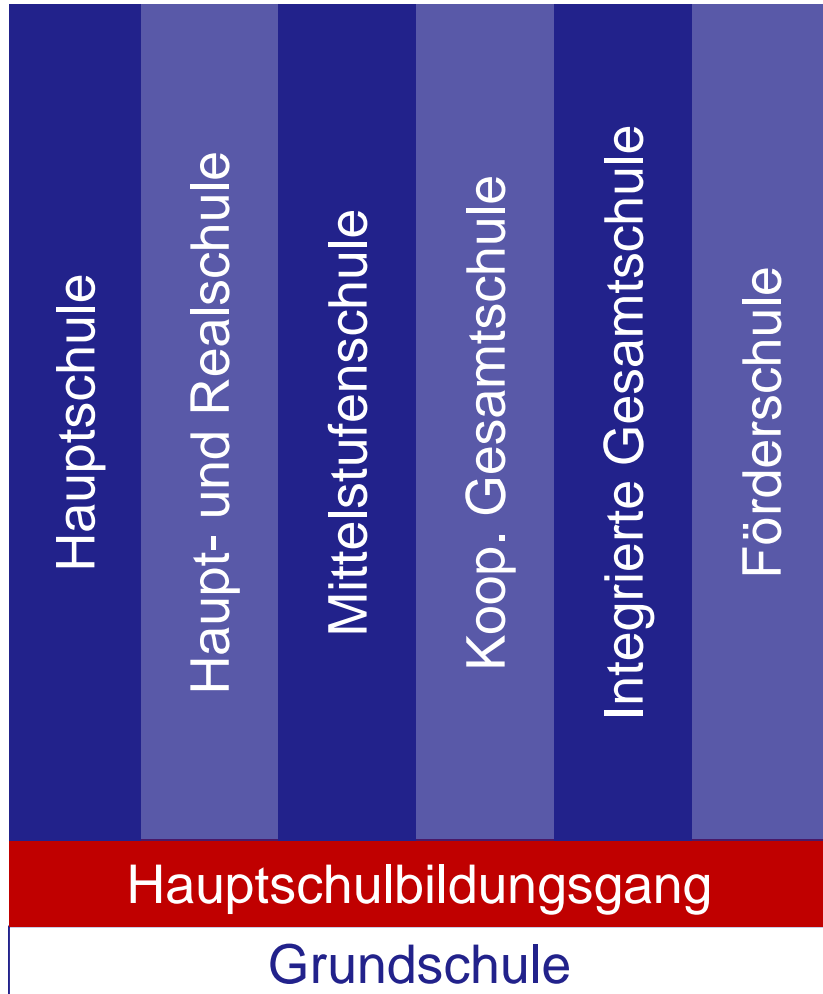 Hauptschule
Haupt- und Realschule
Mittelstufenschule
Koop. Gesamtschule
Integrierte Gesamtschule
Förderschule
Hauptschulbildungsgang
Grundschule